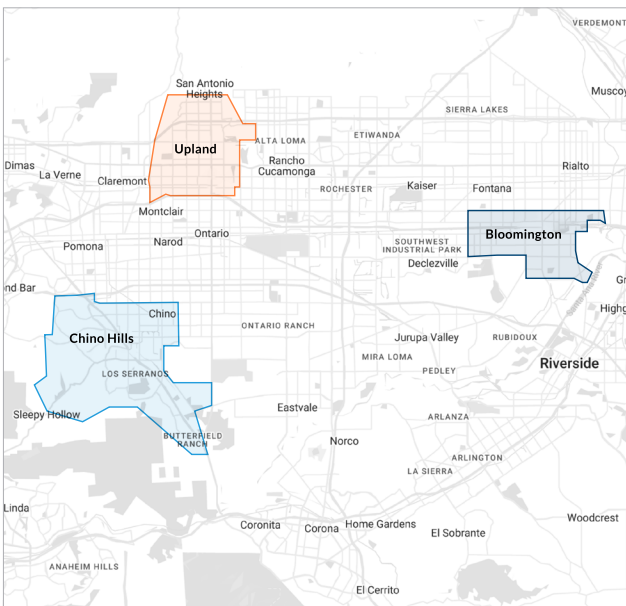 VERDEMONT
San Antonio
Heights
Muscoy
SIERRA LAKES
ETIWANDA
ALTA LOMA
Upland
Dimas
La Verne
Claremont
Rancho
Cucamonga
Rialto
ROCHESTER
Kaiser
Fontana
Montclair
Ontario
Narod
Pomona
Bloomington
SOUTHWEST
INDUSTRIAL PARK
Declezville
Gr
nd Bar
Highg
Chino
ONTARIO RANCH
Chino Hills
Jurupa Valley
RUBIDOUX
MIRA LOMA
PEDLEY
Riverside
LOS SERRANOS
Sleepy Hollow
Eastvale
ARLANZA
BUTTERFIELD
RANCH
Norco
ARLINGTON
LA SIERRA
Linda
Coronita
Corona
Home Gardens
El Sobrante
Woodcrest
ANAHEIM HILLS
El Cerrito